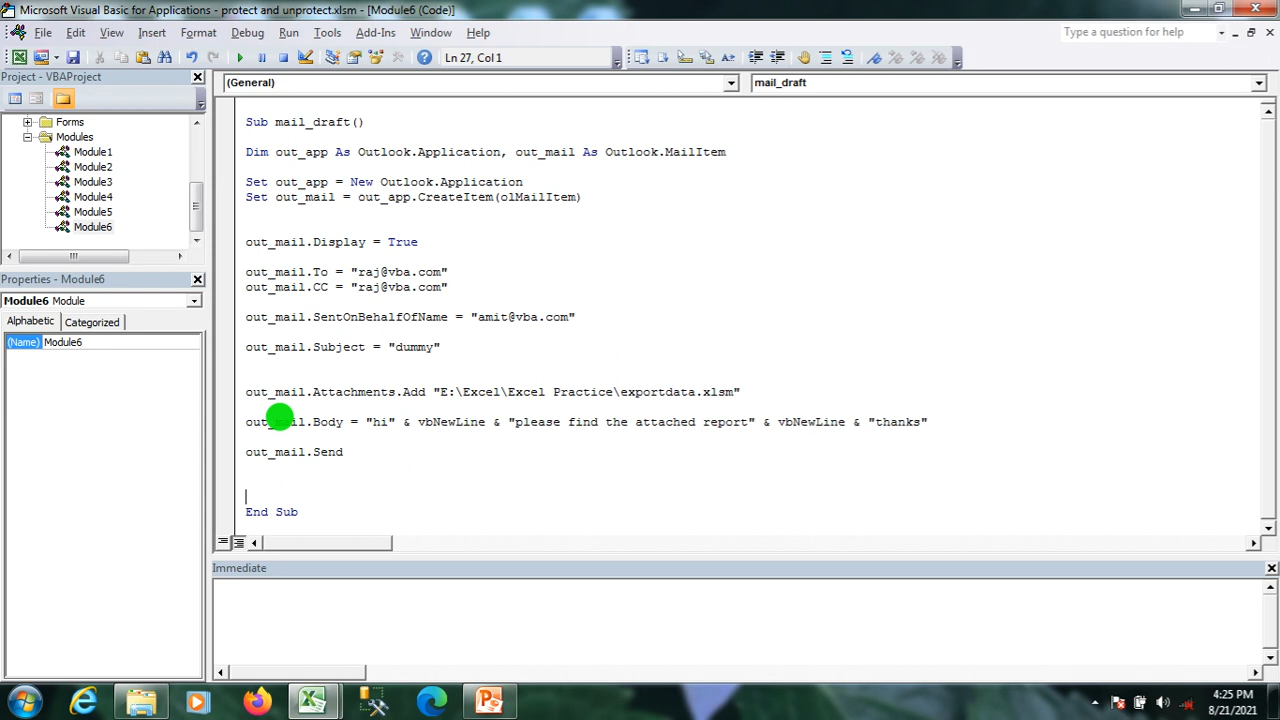 Microsoft Visual Basic for Applications - protect and unprotect.xlsm - [Module6 (Code)]
File Edit View Insert Format Debug Run Tools Add-Ins Window Help
Type a question for help
Ln 27, Col 1
Project - VBAProject
(General)
mail_draft
Forms
Modules
Module1
Module2
Module3
Module4
Module5
Module6
Properties - Module6
Module6 Module
Alphabetic Categorized
(Name) Module6
Sub mail_draft()
Dim out_app As Outlook.Application, out_mail As Outlook.MailItem
Set out_app = New Outlook.Application
Set out_mail = out_app.CreateItem(olMailItem)
out_mail.Display = True
out_mail.To = "raj@vba.com"
out_mail.CC = "raj@vba.com"
out_mail.SentOnBehalfOfName = "amit@vba.com"
out_mail.Subject = "dummy"
out_mail.Attachments.Add "E:\Excel\Excel Practice\exportdata.xlsm"
out_mail.Body = "hi" & vbNewLine & "please find the attached report" & vbNewLine & "thanks"
out_mail.Send
End Sub
Immediate
4:25 PM
8/21/2021